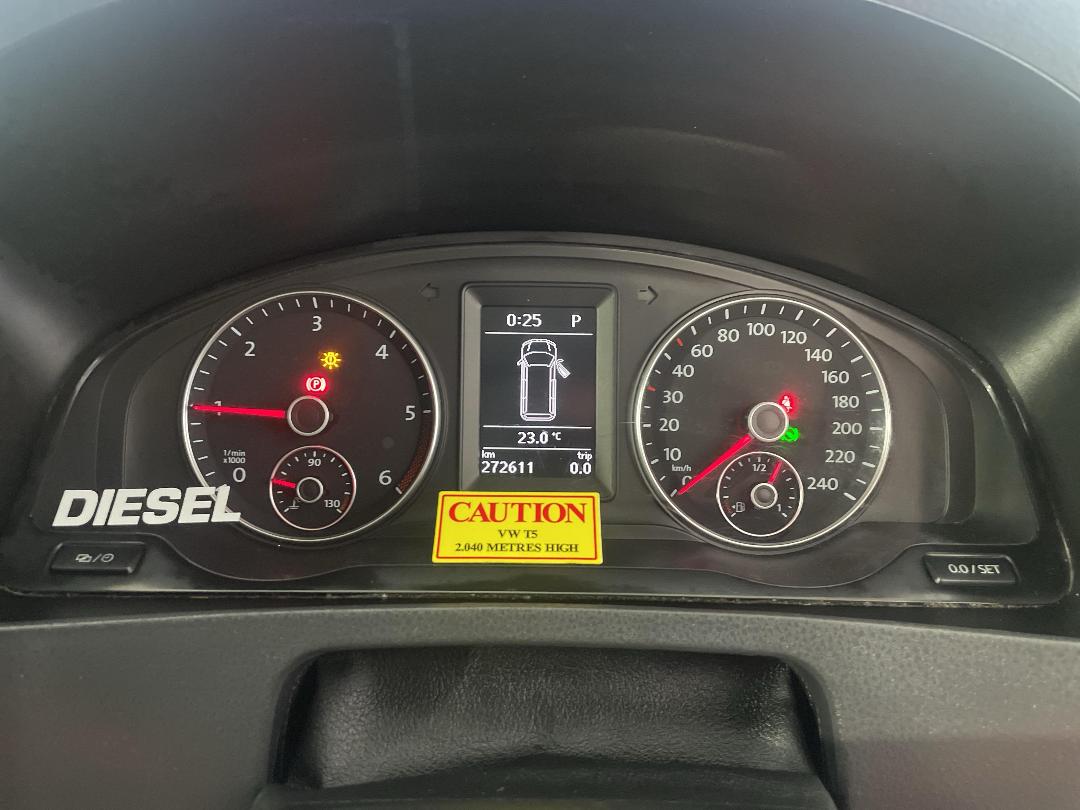 0:25 P
23.0 °C
km trip
272611 0.0
1/min
x1000
0 1 2 3 4 5 6
90
130
P
km/h
0 10 20 30 40 60 80 100 120 140 160 180 200 220 240
1/2
1
DIESEL
CAUTION
VW T5
2.040 METRES HIGH
0.0 / SET